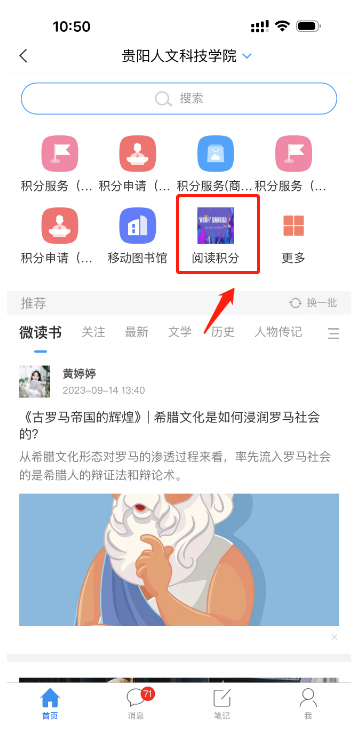 10:50
贵阳人文科技学院
搜索
积分服务（...
积分申请（...
积分服务(商...
积分服务（...
积分申请（...
移动图书馆
阅读积分
更多
推荐
换一批
微读书
关注
最新
文学
历史
人物传记
黄婷婷
2023-09-14 13:40
《古罗马帝国的辉煌》| 希腊文化是如何浸润罗马社会
的?
从希腊文化形态对罗马的渗透过程来看，率先流入罗马社会
的是希腊人的辩证法和辩论术。
71
首页
消息
笔记
我